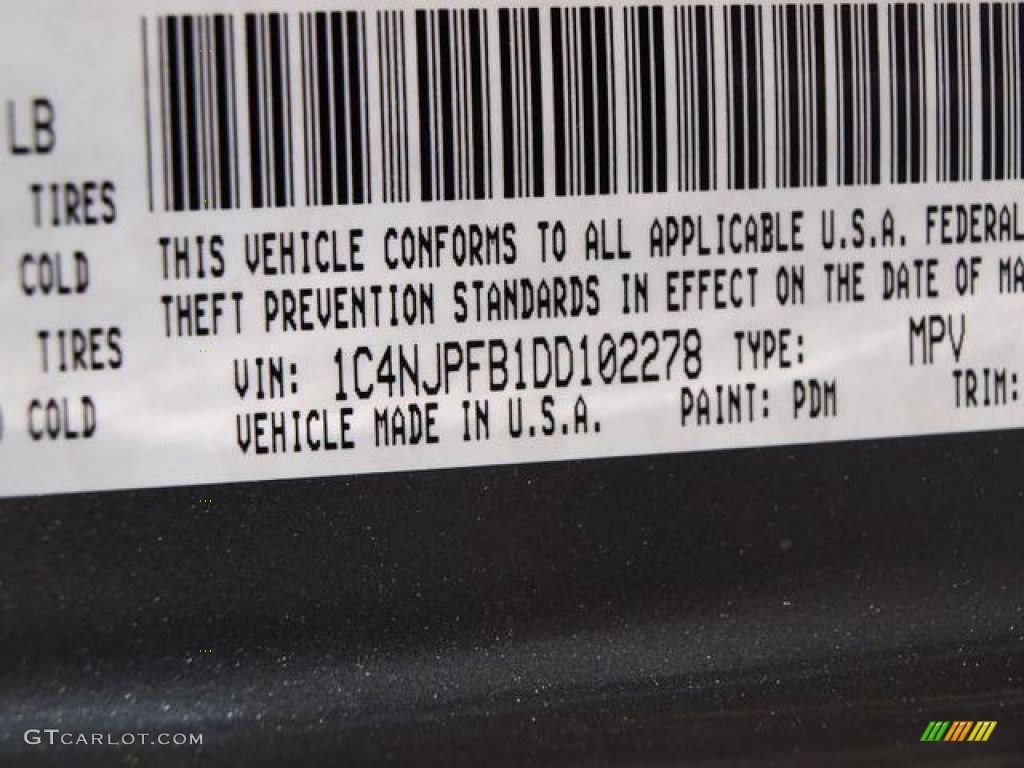 LB
TIRES
COLD
TIRES
COLD
THIS VEHICLE CONFORMS TO ALL APPLICABLE U.S.A. FEDERAL
THEFT PREVENTION STANDARDS IN EFFECT ON THE DATE OF MA
VIN: 1C4NJPFB1DD102278 TYPE: MPV
VEHICLE MADE IN U.S.A. PAINT: PDM TRIM:
GTCARLOT.COM